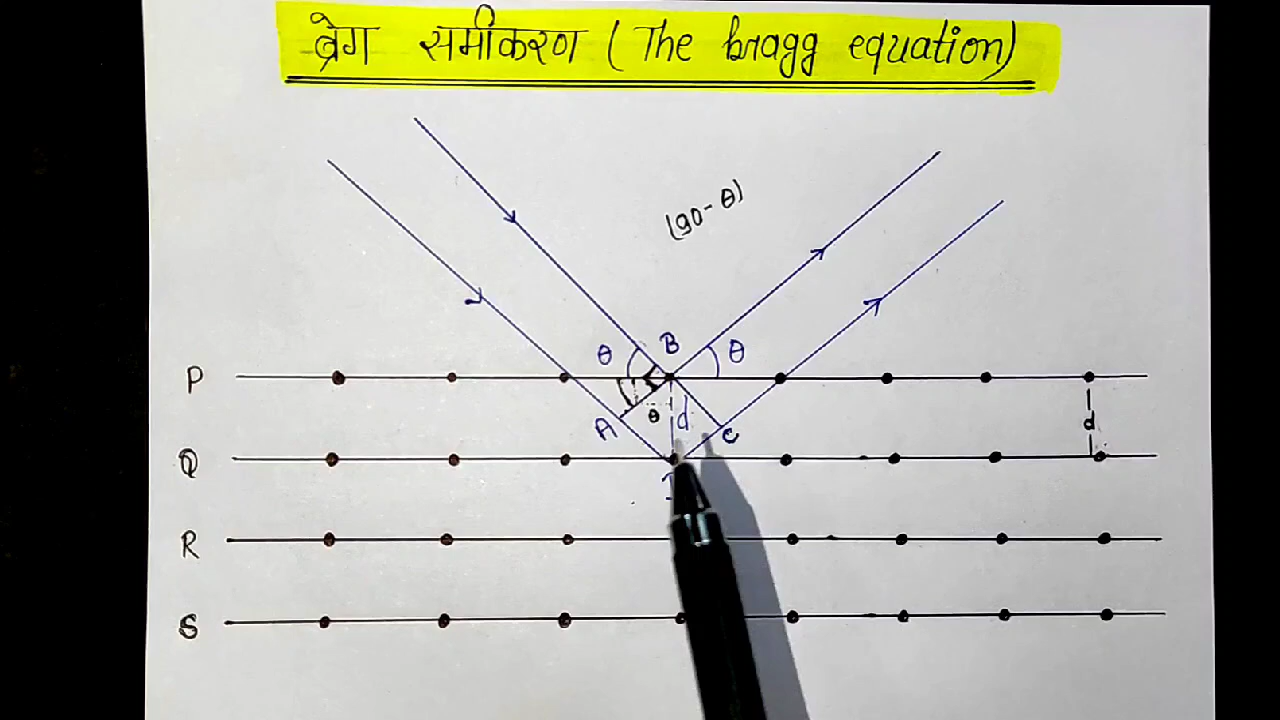 ब्रेग समीकरण (The bragg equation)
(90-θ)
θ B θ
P
d
θ d
A C
Q
R
S